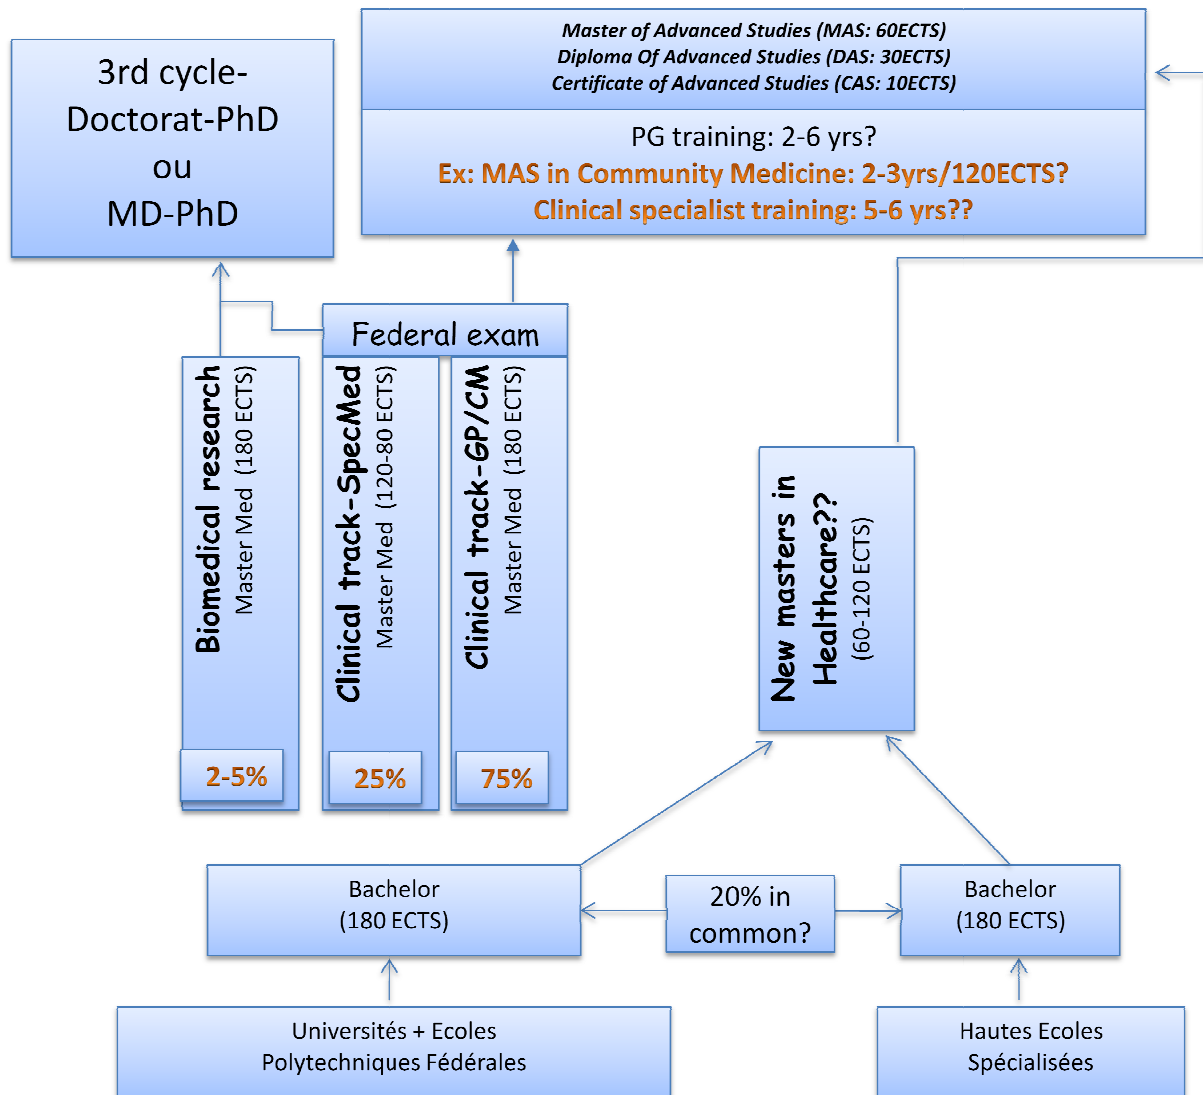 3rd cycle-
Doctorat-PhD
ou
MD-PhD
Master of Advanced Studies (MAS: 60ECTS)
Diploma Of Advanced Studies (DAS: 30ECTS)
Certificate of Advanced Studies (CAS: 10ECTS)
PG training: 2-6 yrs?
Ex: MAS in Community Medicine: 2-3yrs/120ECTS?
Clinical specialist training: 5-6 yrs??
Federal exam
Biomedical research
Master Med (180 ECTS)
2-5%
Clinical track-SpecMed
Master Med (120-80 ECTS)
25%
Clinical track-GP/CM
Master Med (180 ECTS)
75%
New masters in
Healthcare??
(60-120 ECTS)
Bachelor
(180 ECTS)
20% in
common?
Bachelor
(180 ECTS)
Universités + Ecoles
Polytechniques Fédérales
Hautes Ecoles
Spécialisées